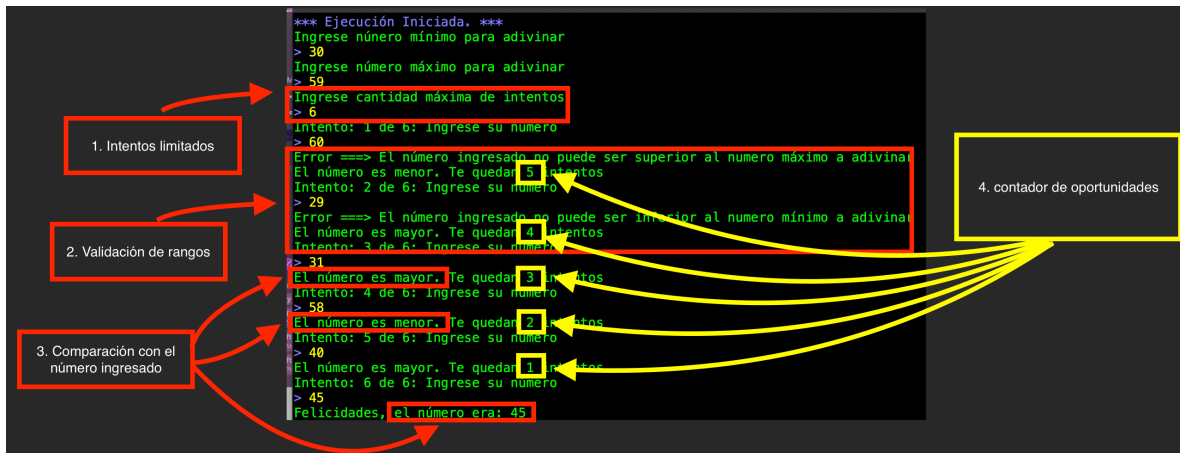 *** Ejecución Iniciada. ***
Ingrese núnero mínimo para adivinar
> 30
Ingrese número máximo para adivinar
> 59
Ingrese cantidad máxima de intentos
> 6
Intento: 1 de 6: Ingrese su número
> 60
Error ===> El número ingresado no puede ser superior al numero máximo a adivinar
El número es menor. Te quedan 5 intentos
Intento: 2 de 6: Ingrese su número
> 29
Error ===> El número ingresado no puede ser inferior al numero mínimo a adivinar
El número es mayor. Te quedan 4 intentos
Intento: 3 de 6: Ingrese su número
> 31
El número es mayor. Te quedan 3 intentos
Intento: 4 de 6: Ingrese su número
> 58
El número es menor. Te quedan 2 intentos
Intento: 5 de 6: Ingrese su número
> 40
El número es mayor. Te quedan 1 intentos
Intento: 6 de 6: Ingrese su número
> 45
Felicidades, el número era: 45
1. Intentos limitados
2. Validación de rangos
3. Comparación con el
número ingresado
4. contador de oportunidades